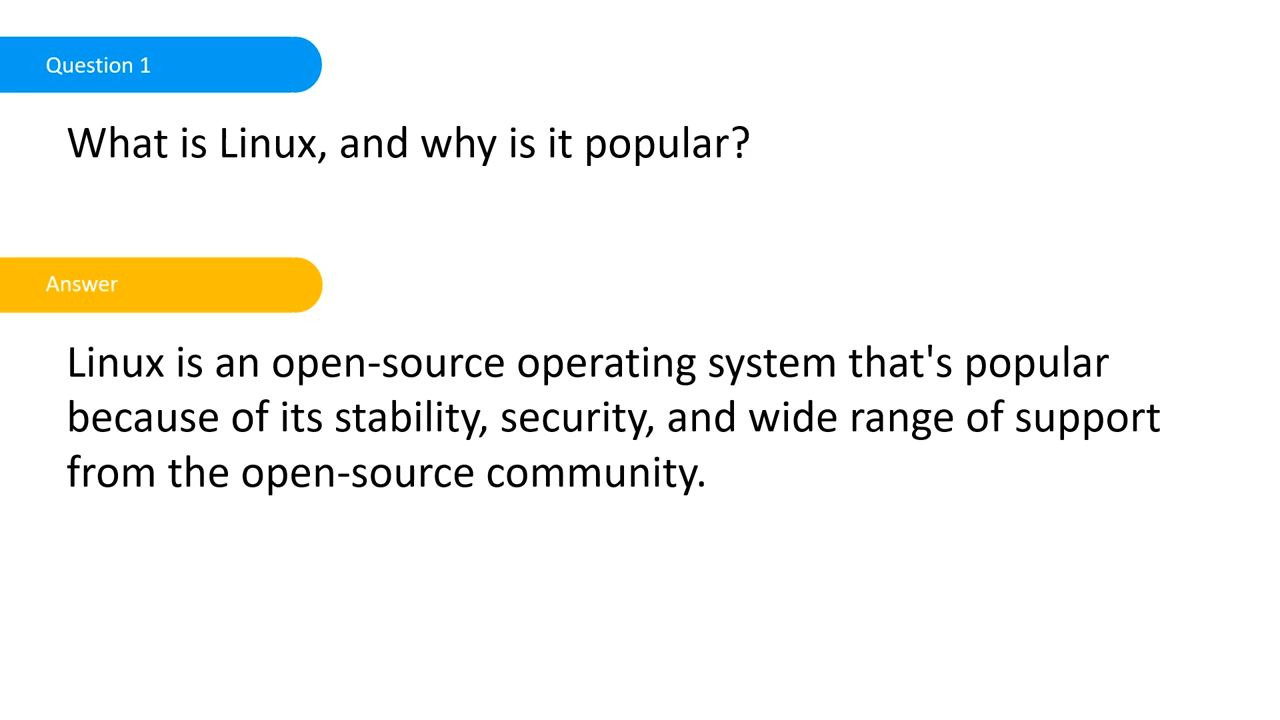 Question 1
What is Linux, and why is it popular?
Answer
Linux is an open-source operating system that's popular
because of its stability, security, and wide range of support
from the open-source community.